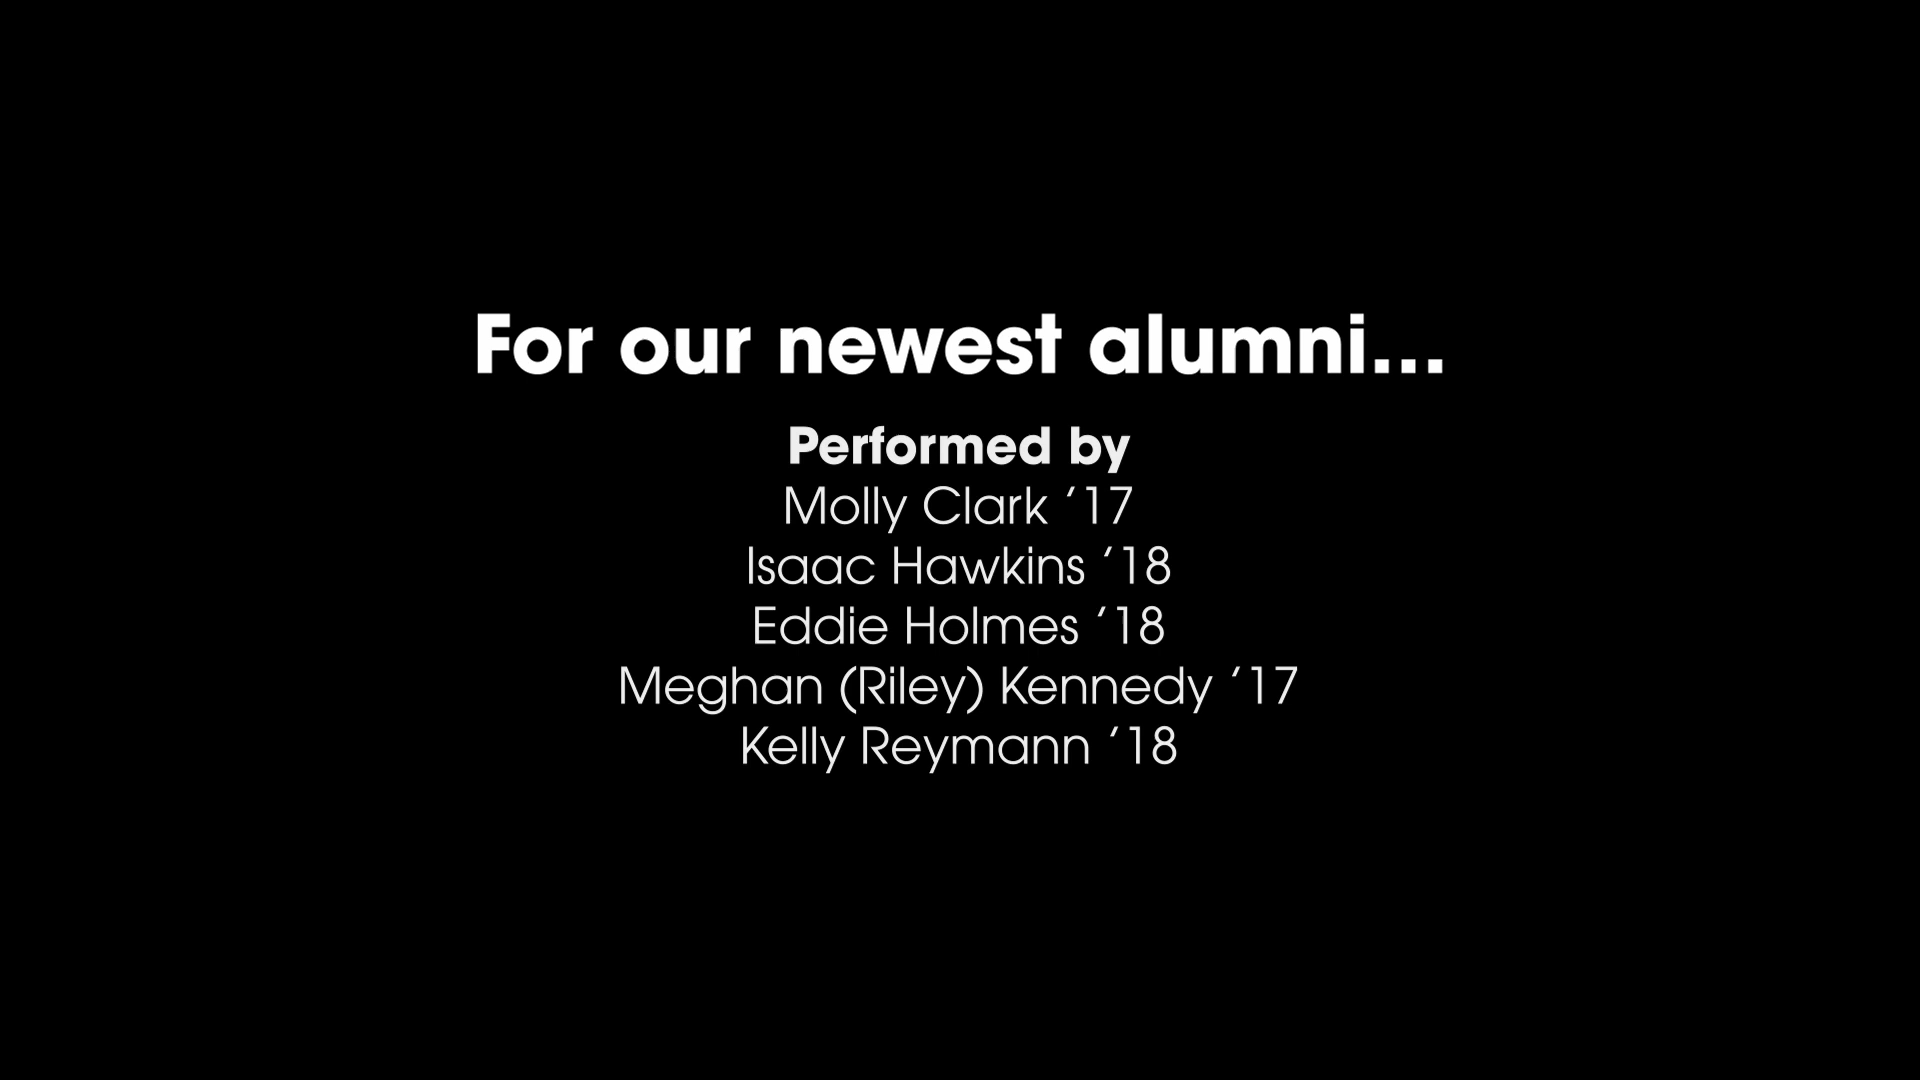 For our newest alumni...
Performed by
Molly Clark ’17
Isaac Hawkins ’18
Eddie Holmes ’18
Meghan (Riley) Kennedy ’17
Kelly Reymann ’18